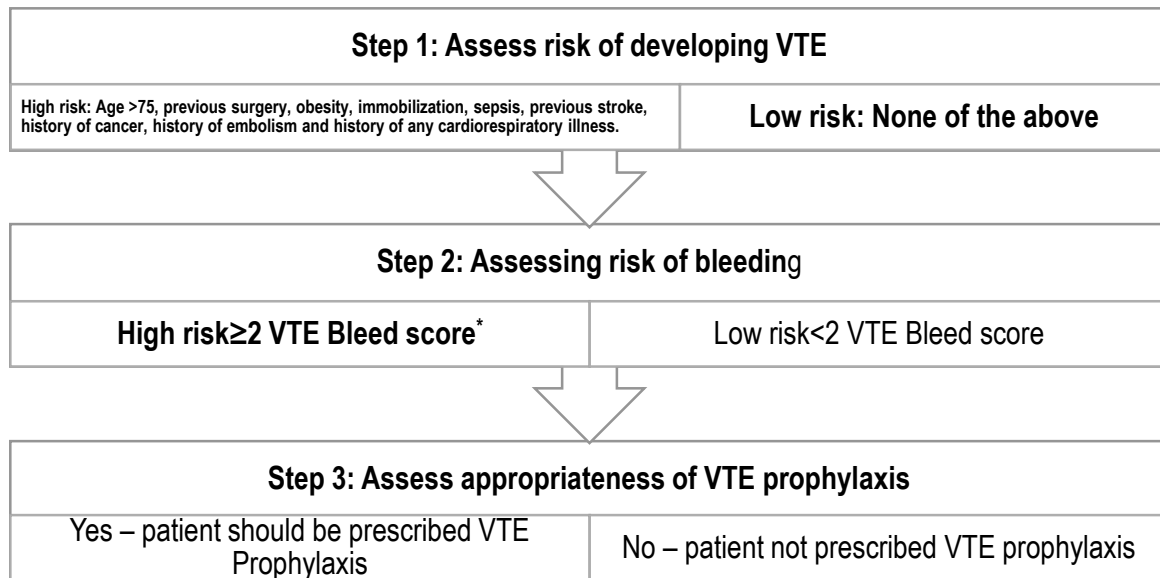 Step 1: Assess risk of developing VTE
High risk: Age >75, previous surgery, obesity, immobilization, sepsis, previous stroke,
history of cancer, history of embolism and history of any cardiorespiratory illness.
Low risk: None of the above
Step 2: Assessing risk of bleeding
High risk≥2 VTE Bleed score*
Low risk<2 VTE Bleed score
Step 3: Assess appropriateness of VTE prophylaxis
Yes – patient should be prescribed VTE
Prophylaxis
No – patient not prescribed VTE prophylaxis